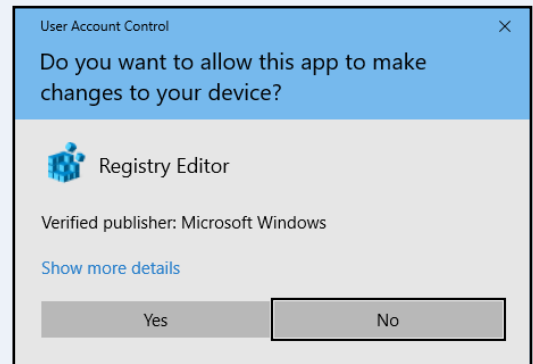 User Account Control
Do you want to allow this app to make
changes to your device?
Registry Editor
Verified publisher: Microsoft Windows
Show more details
Yes No